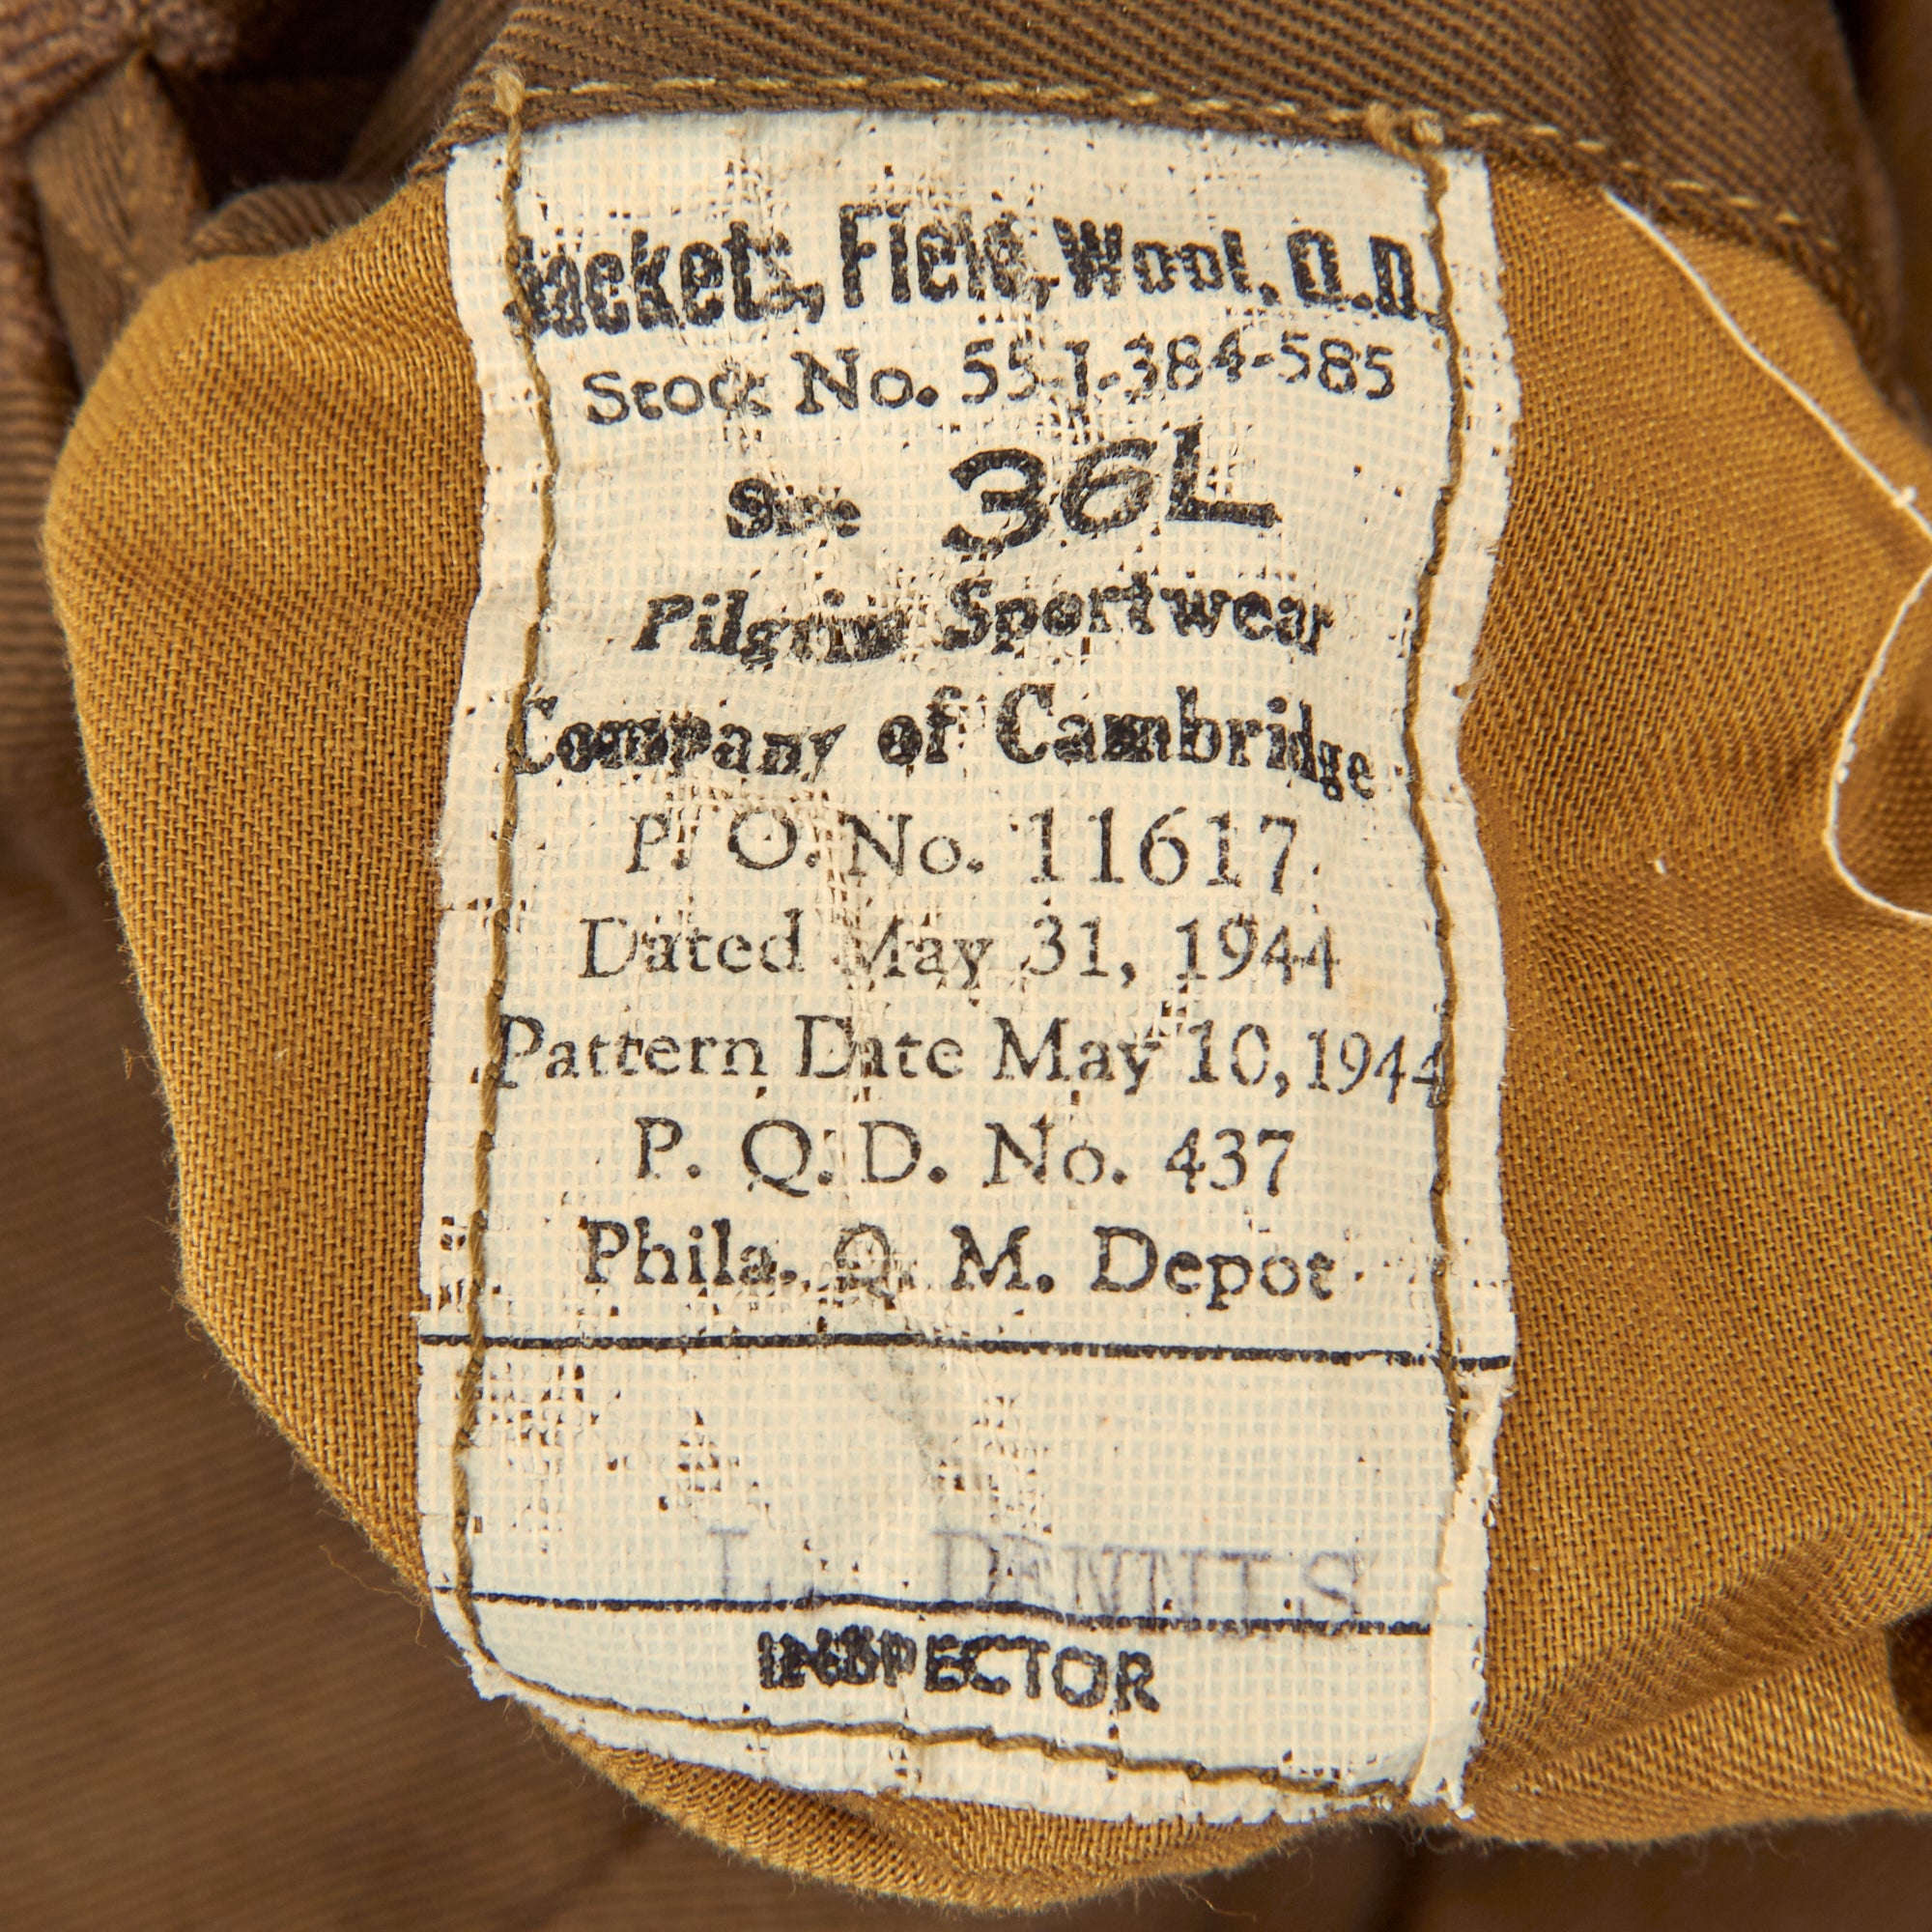 Jackets, Field, Wool, O.D.
Stock No. 55-J-384-585
Size 36L
Pilgrim Sportwear
Company of Cambridge
P. O. No. 11617
Dated May 31, 1944
Pattern Date May 10, 1944
P. Q. D. No. 437
Phila. Q. M. Depot
L. DENNIS
INSPECTOR